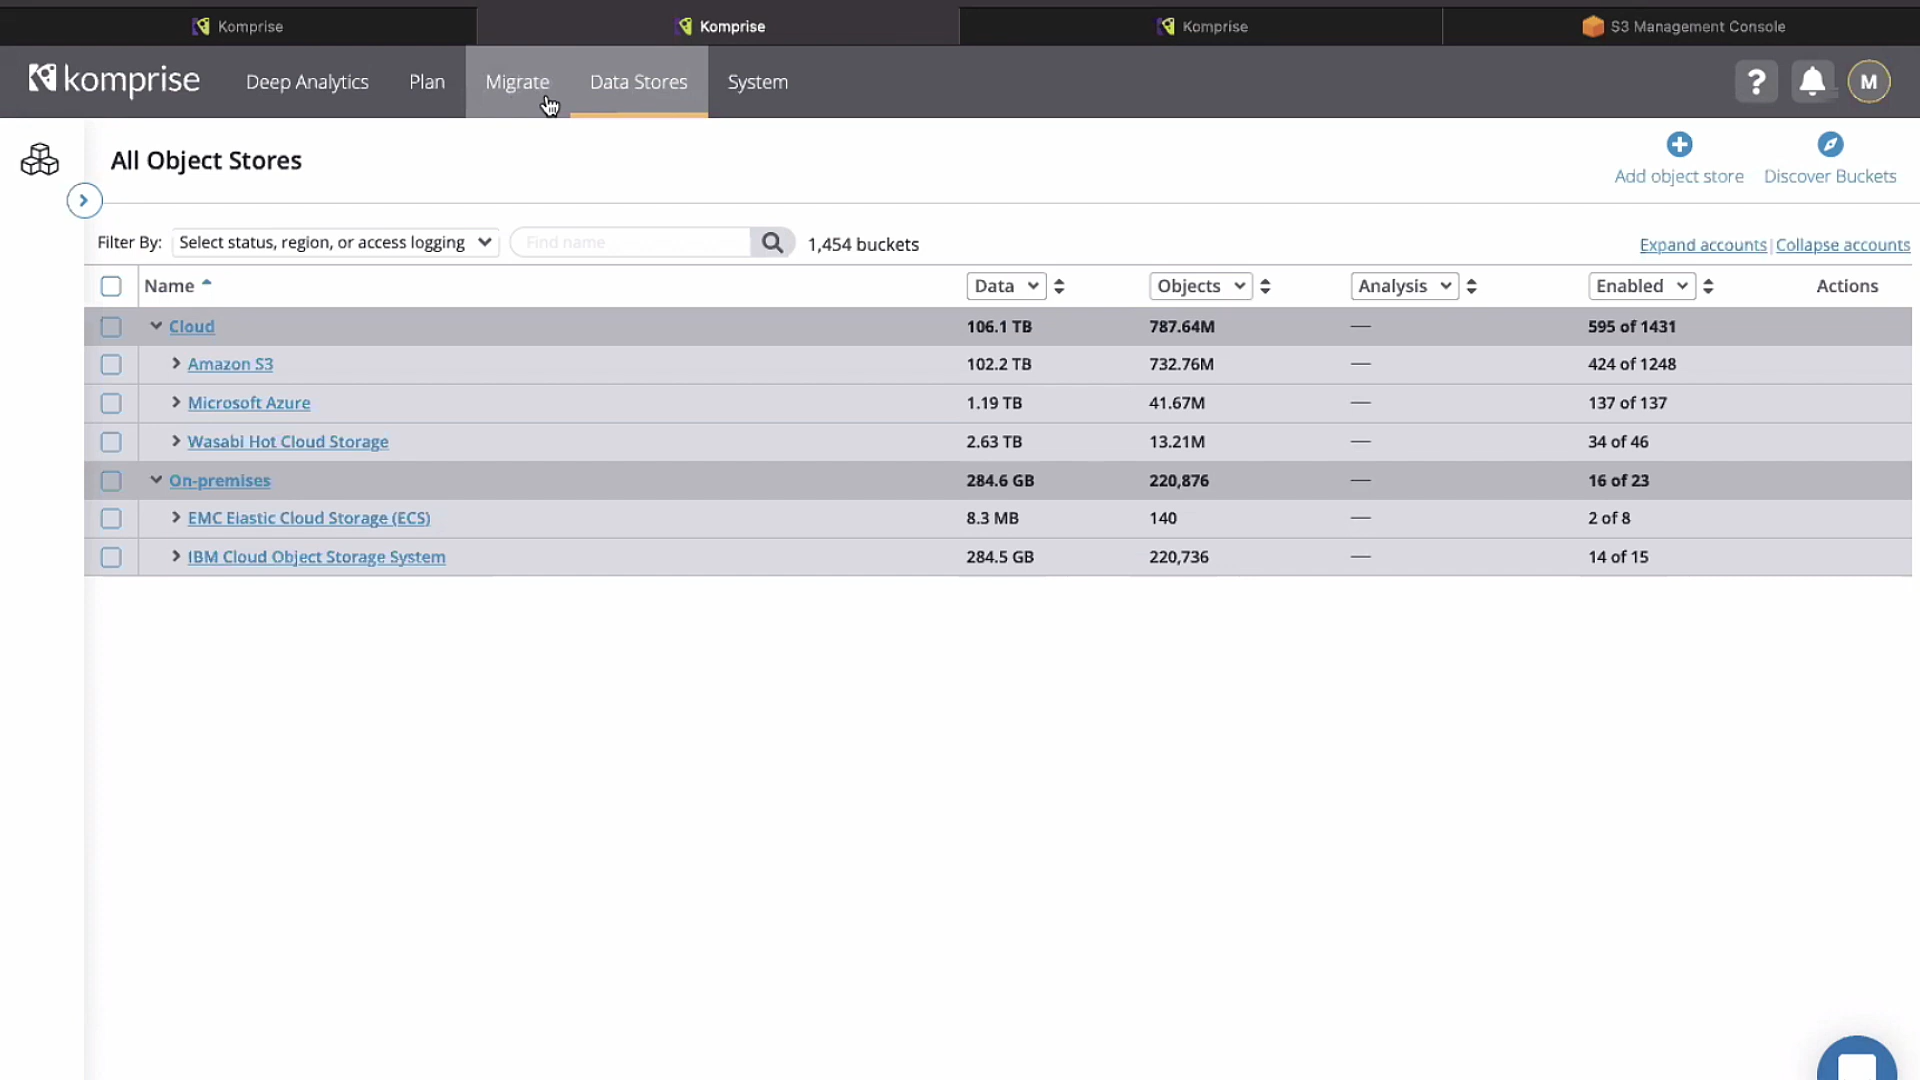 Komprise Komprise Komprise S3 Management Console
komprise Deep Analytics Plan Migrate Data Stores System ? M
All Object Stores
Add object store Discover Buckets
Filter By: Select status, region, or access logging Find name 1,454 buckets Expand accounts | Collapse accounts
Name Data Objects Analysis Enabled Actions
Cloud 106.1 TB 787.64M — 595 of 1431
Amazon S3 102.2 TB 732.76M — 424 of 1248
Microsoft Azure 1.19 TB 41.67M — 137 of 137
Wasabi Hot Cloud Storage 2.63 TB 13.21M — 34 of 46
On-premises 284.6 GB 220,876 — 16 of 23
EMC Elastic Cloud Storage (ECS) 8.3 MB 140 — 2 of 8
IBM Cloud Object Storage System 284.5 GB 220,736 — 14 of 15